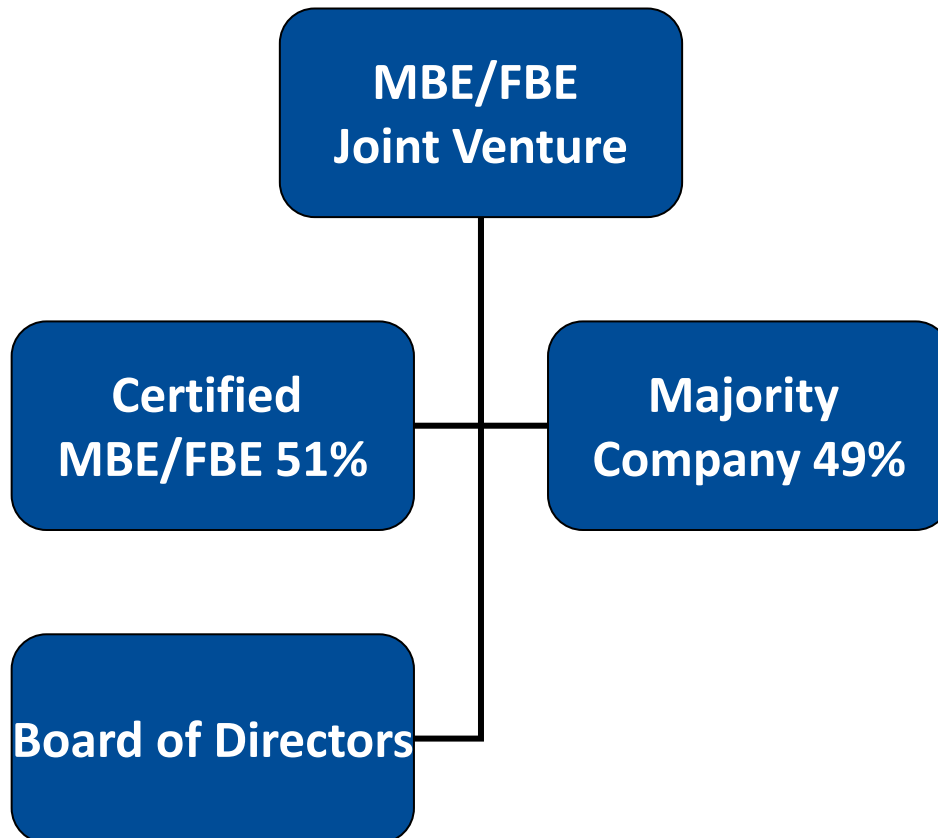 MBE/FBE
Joint Venture
Certified
MBE/FBE 51%
Majority
Company 49%
Board of Directors